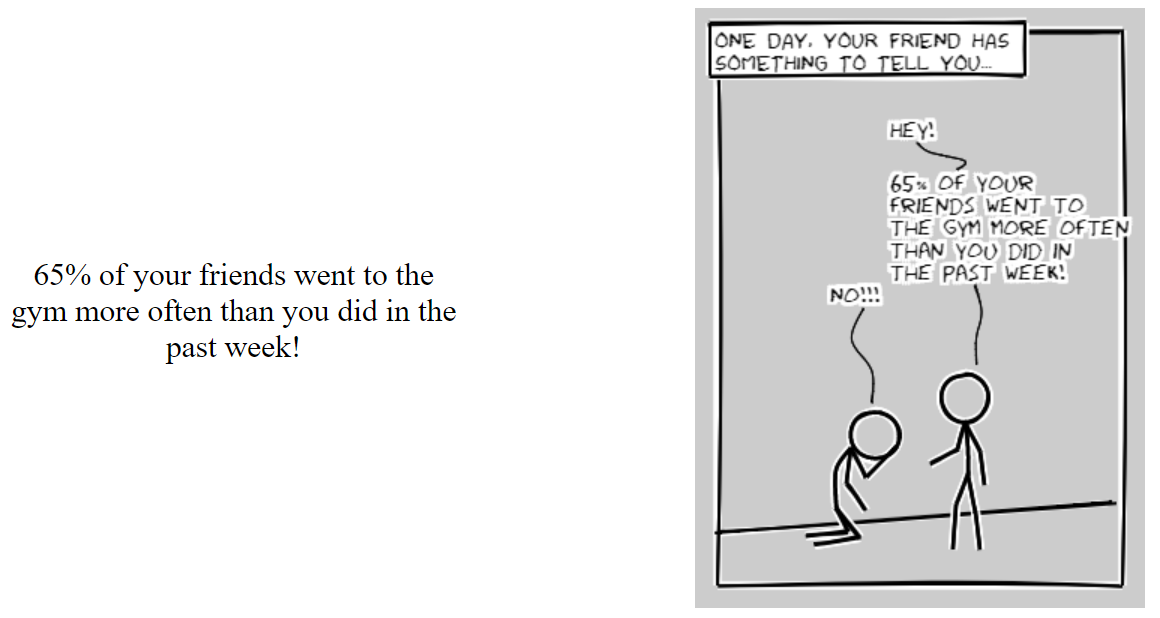 65% of your friends went to the
gym more often than you did in the
past week!
ONE DAY, YOUR FRIEND HAS
SOMETHING TO TELL YOU...
HEY!
65% OF YOUR
FRIENDS WENT TO
THE GYM MORE OFTEN
THAN YOU DID IN
THE PAST WEEK!
NO!!!